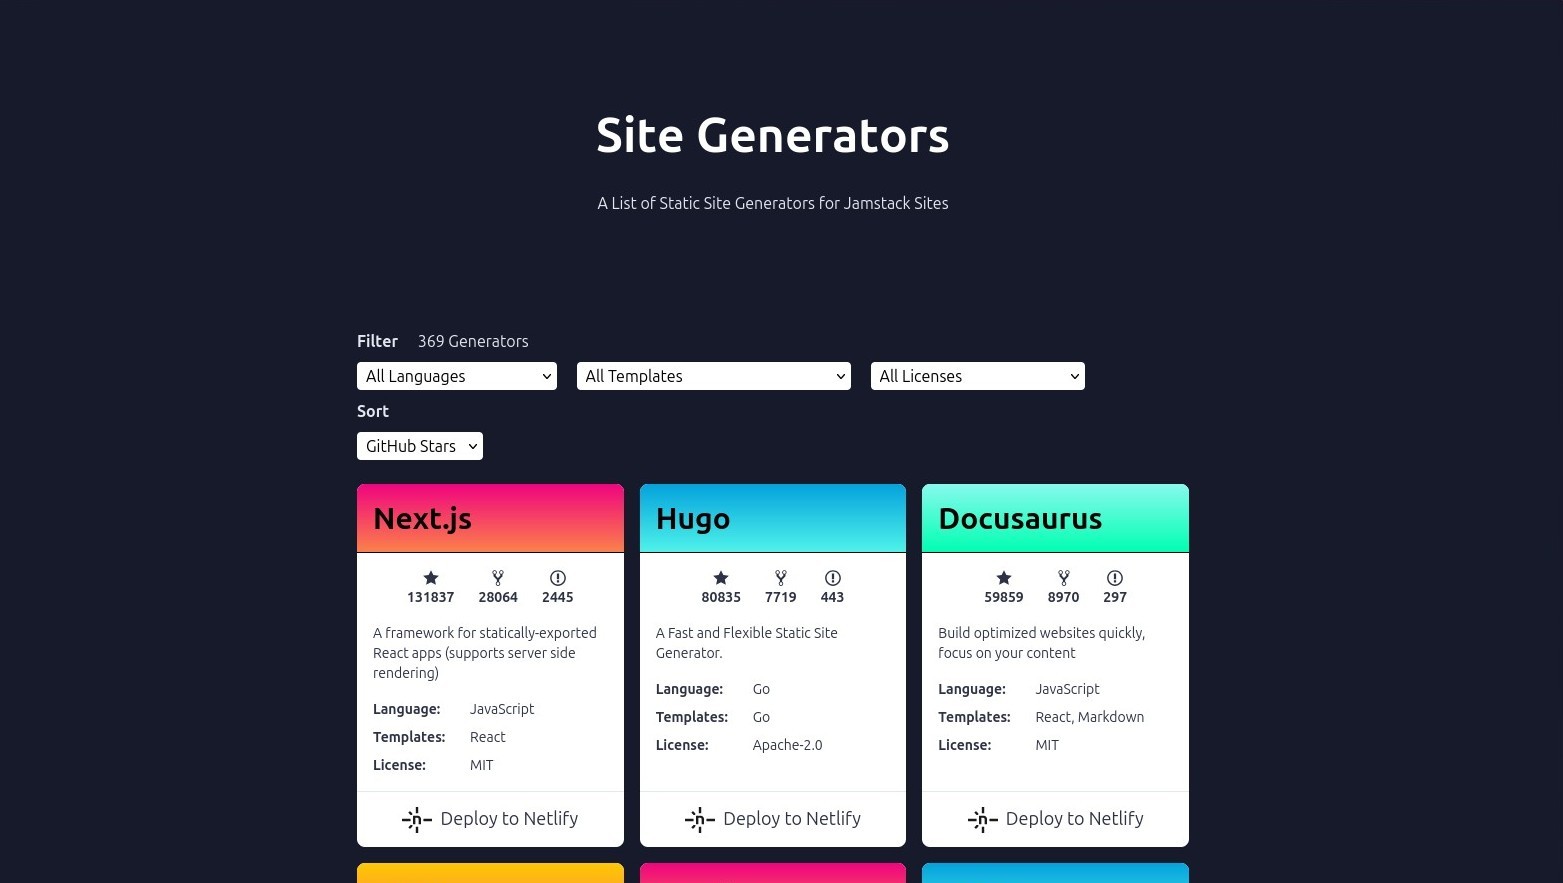 Site Generators
A List of Static Site Generators for Jamstack Sites
Filter 369 Generators
All Languages All Templates All Licenses
Sort
GitHub Stars
Next.js
131837 28064 2445
A framework for statically-exported
React apps (supports server side
rendering)
Language: JavaScript
Templates: React
License: MIT
Deploy to Netlify
Hugo
80835 7719 443
A Fast and Flexible Static Site
Generator.
Language: Go
Templates: Go
License: Apache-2.0
Deploy to Netlify
Docusaurus
59859 8970 297
Build optimized websites quickly,
focus on your content
Language: JavaScript
Templates: React, Markdown
License: MIT
Deploy to Netlify